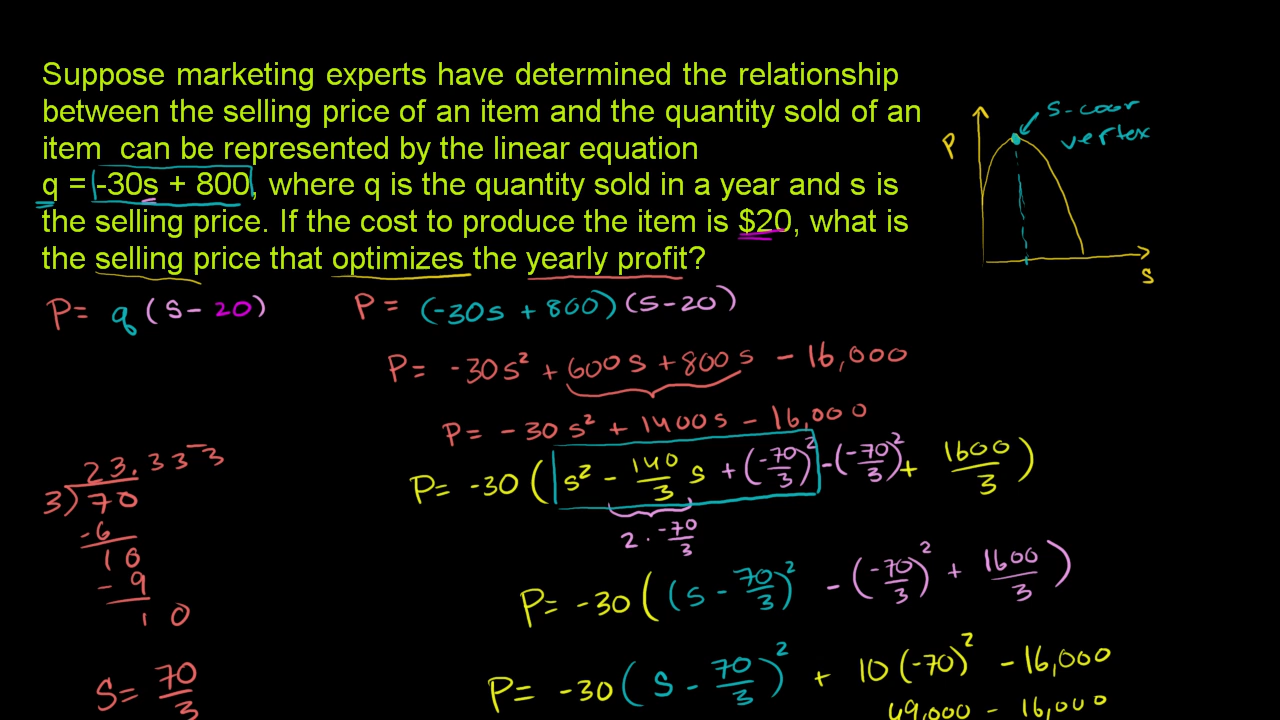 Suppose marketing experts have determined the relationship
between the selling price of an item and the quantity sold of an
item can be represented by the linear equation
q = -30s + 800, where q is the quantity sold in a year and s is
the selling price. If the cost to produce the item is $20, what is
the selling price that optimizes the yearly profit?
P
s-coor
vertex
s
P= q (s- 20)
P= (-30s + 800)(s-20)
P= -30s² + 600s + 800s - 16,000
P= -30s² + 1400s - 16,000
P= -30( s² - 140/3 s + (-70/3)² - (-70/3)² + 1600/3 )
2 · -70/3
P= -30( (s - 70/3)² - (-70/3)² + 1600/3 )
P= -30( s - 70/3 )² + 10(-70)² - 16,000
49,000 - 16,000
23.333
3)70
-6
10
-9
10
s= 70/3